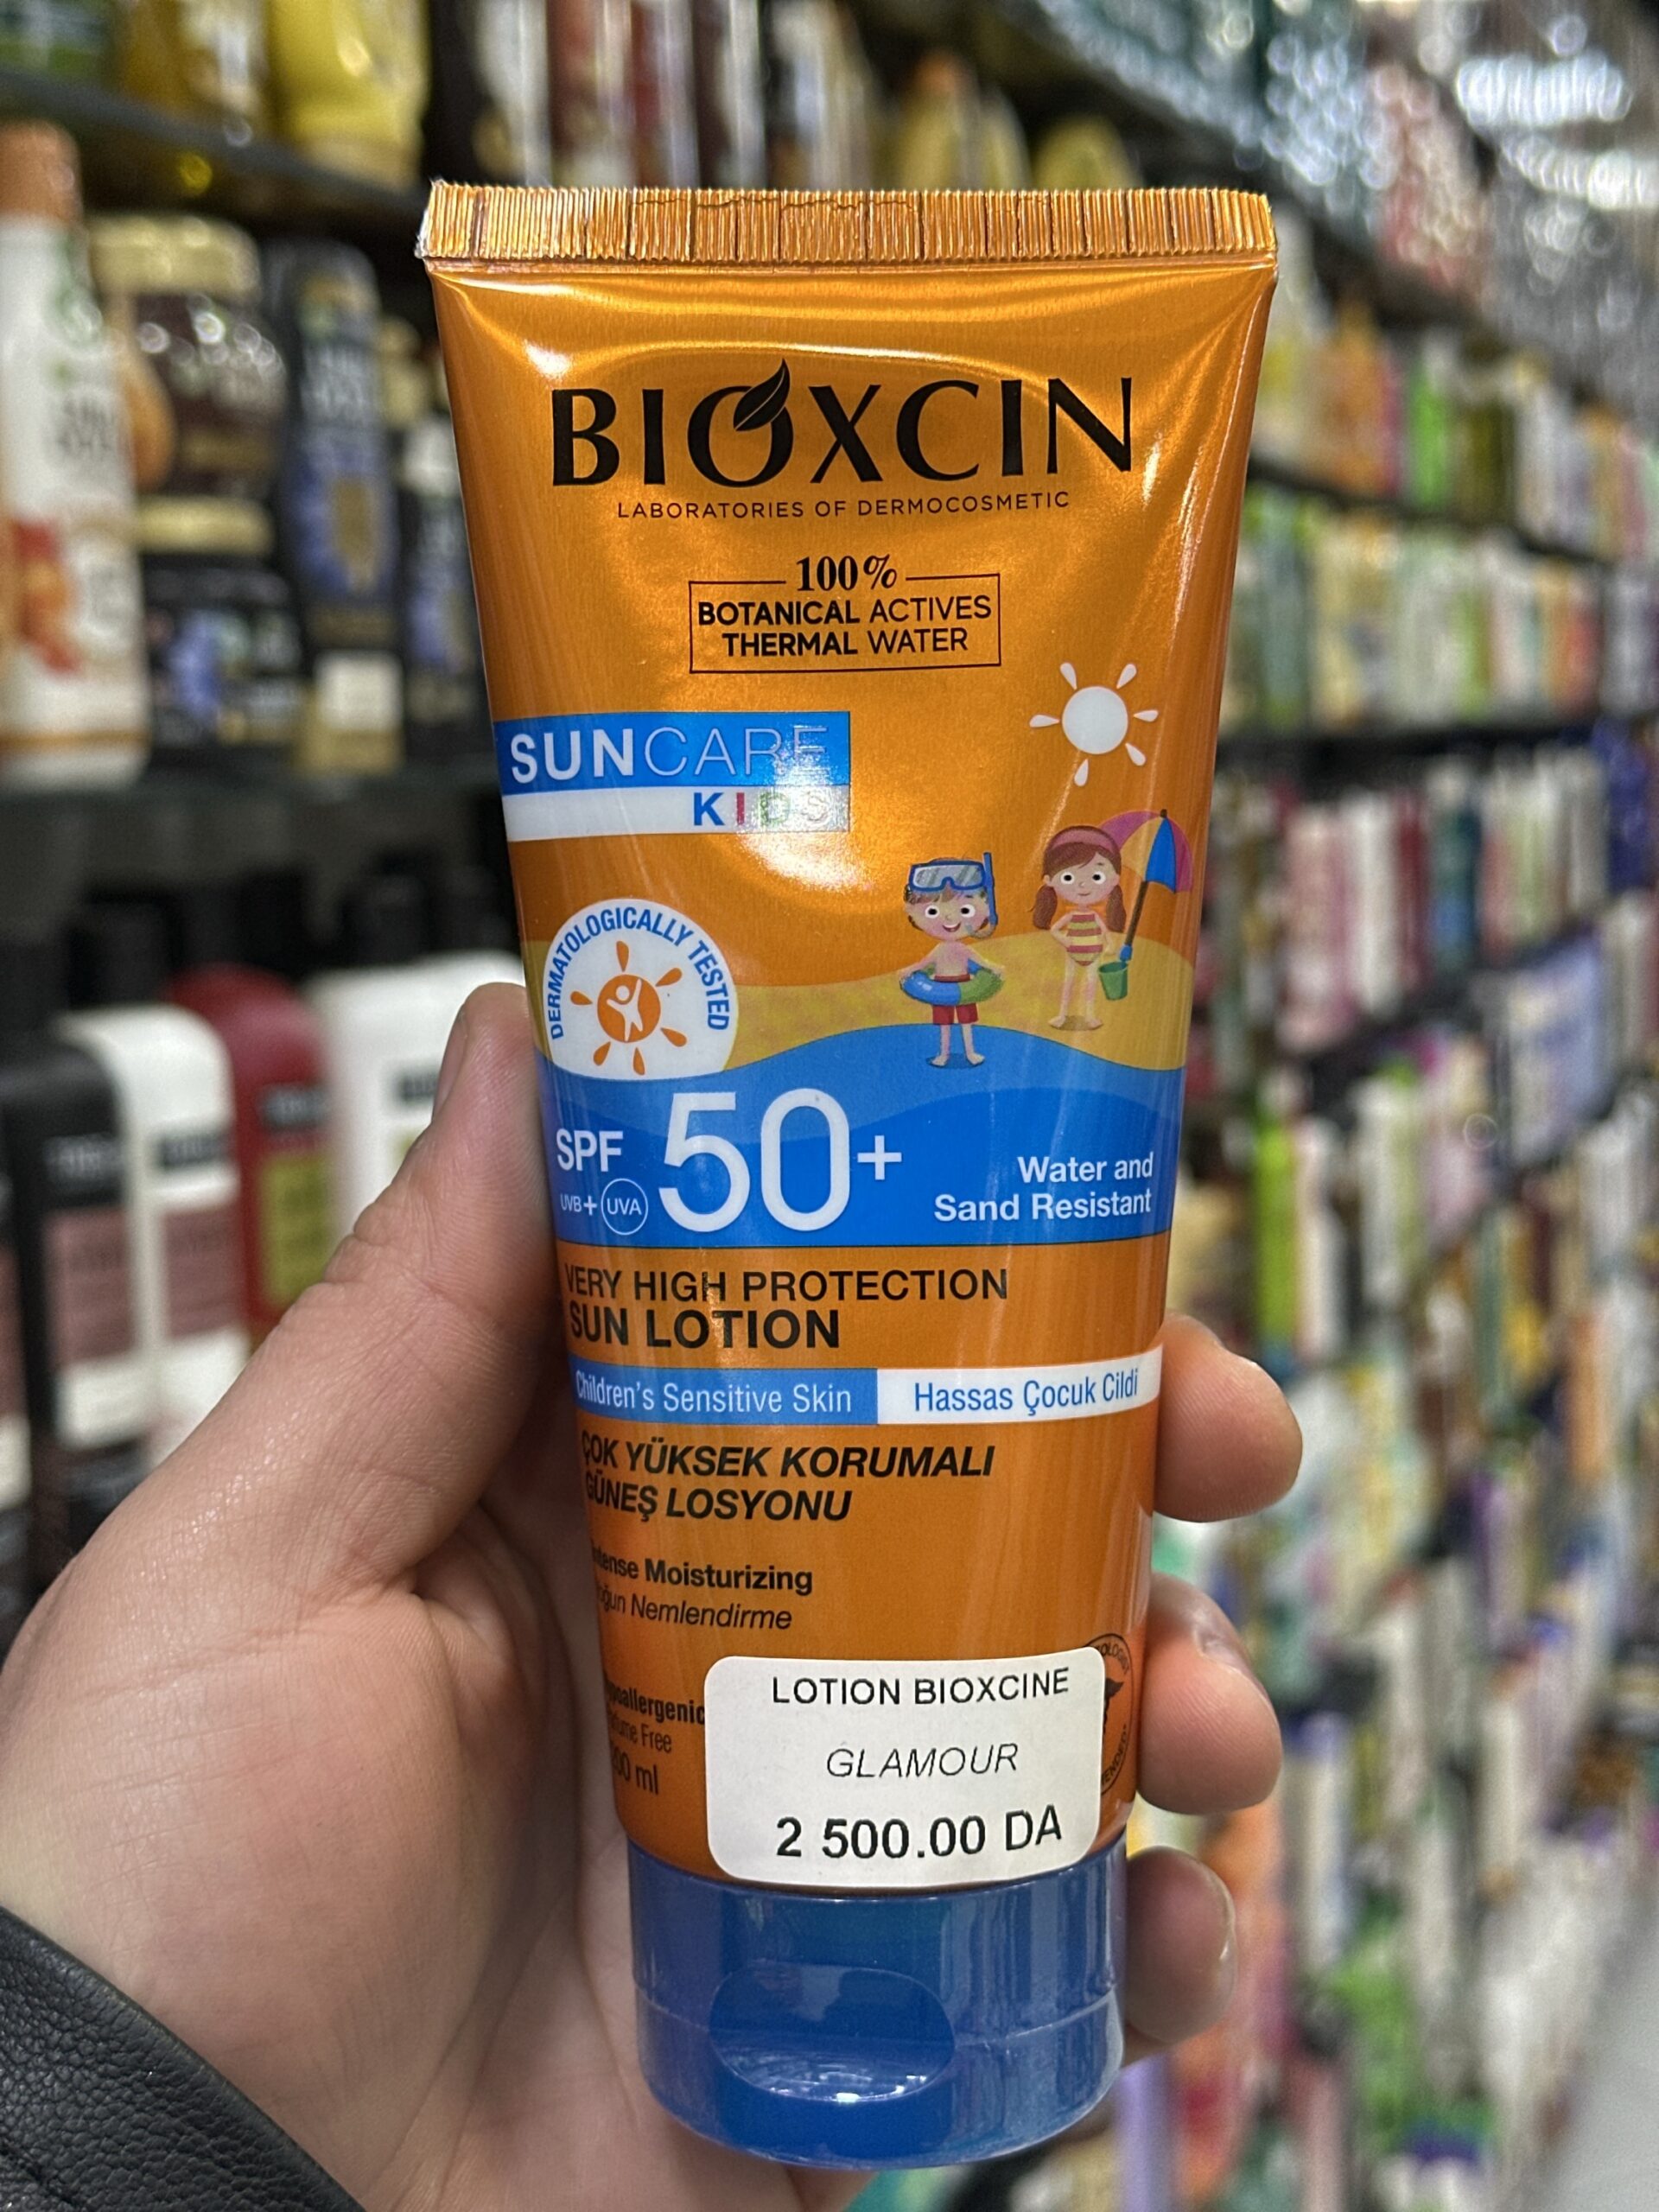 BIOXCIN
LABORATORIES OF DERMOCOSMETIC
100%
BOTANICAL ACTIVES
THERMAL WATER
SUNCARE
KIDS
DERMATOLOGICALLY TESTED
SPF 50+
UVB+ UVA
Water and
Sand Resistant
VERY HIGH PROTECTION
SUN LOTION
Children's Sensitive Skin
Hassas Çocuk Cildi
ÇOK YÜKSEK KORUMALI
GÜNEŞ LOSYONU
Moisturizing
Nemlendirme
Free
ml
LOTION BIOXCINE
GLAMOUR
2 500.00 DA